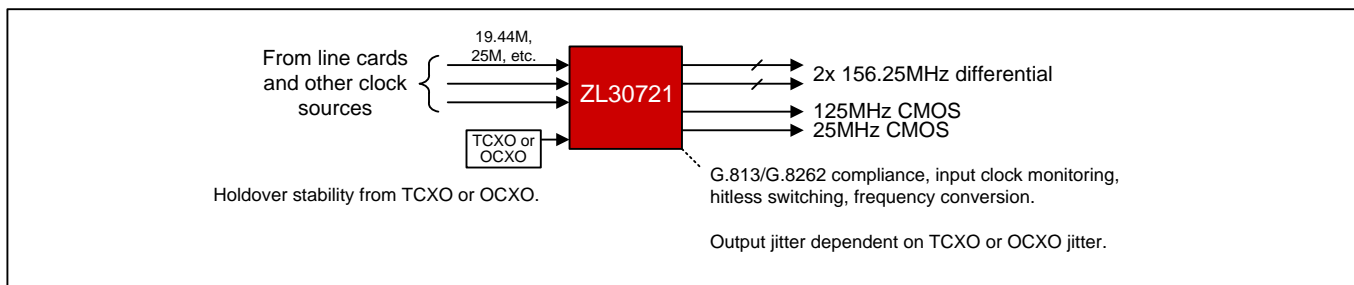 From line cards
and other clock
sources
19.44M,
25M, etc.
ZL30721
2x 156.25MHz differential
125MHz CMOS
25MHz CMOS
TCXO or
OCXO
Holdover stability from TCXO or OCXO.
G.813/G.8262 compliance, input clock monitoring,
hitless switching, frequency conversion.
Output jitter dependent on TCXO or OCXO jitter.